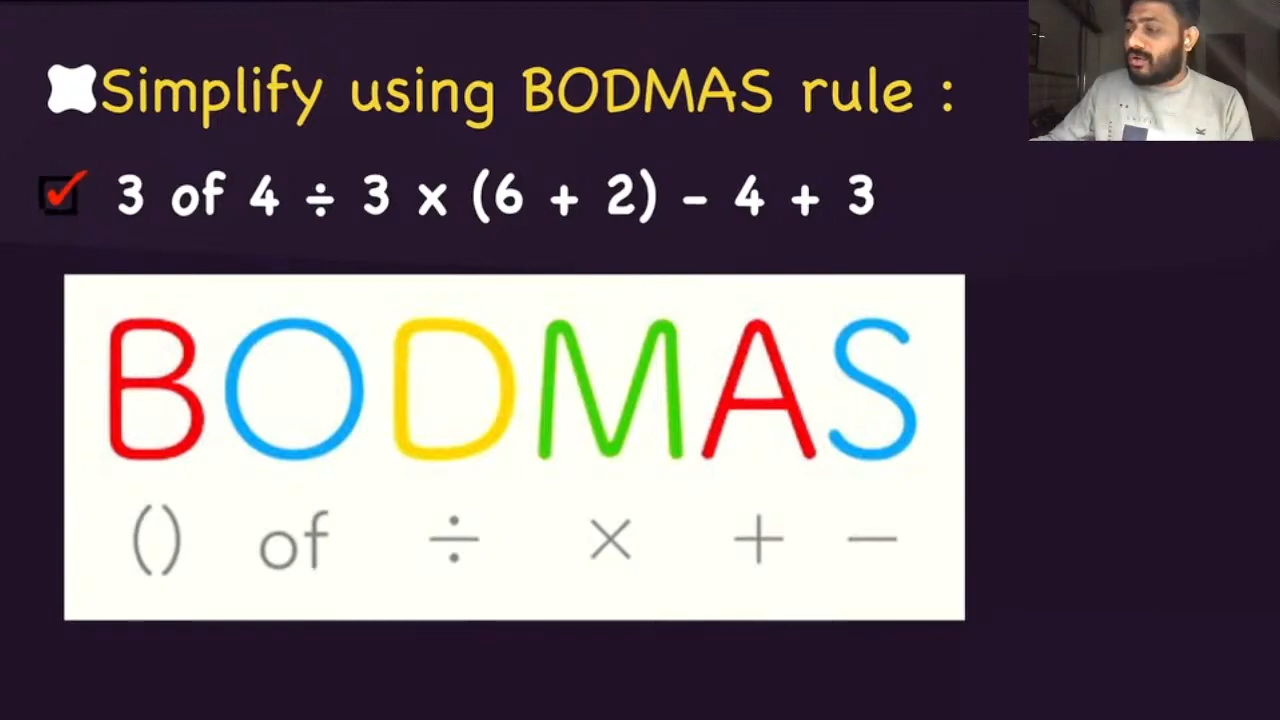 Simplify using BODMAS rule :
3 of 4 ÷ 3 × (6 + 2) - 4 + 3
BODMAS
() of ÷ × + −